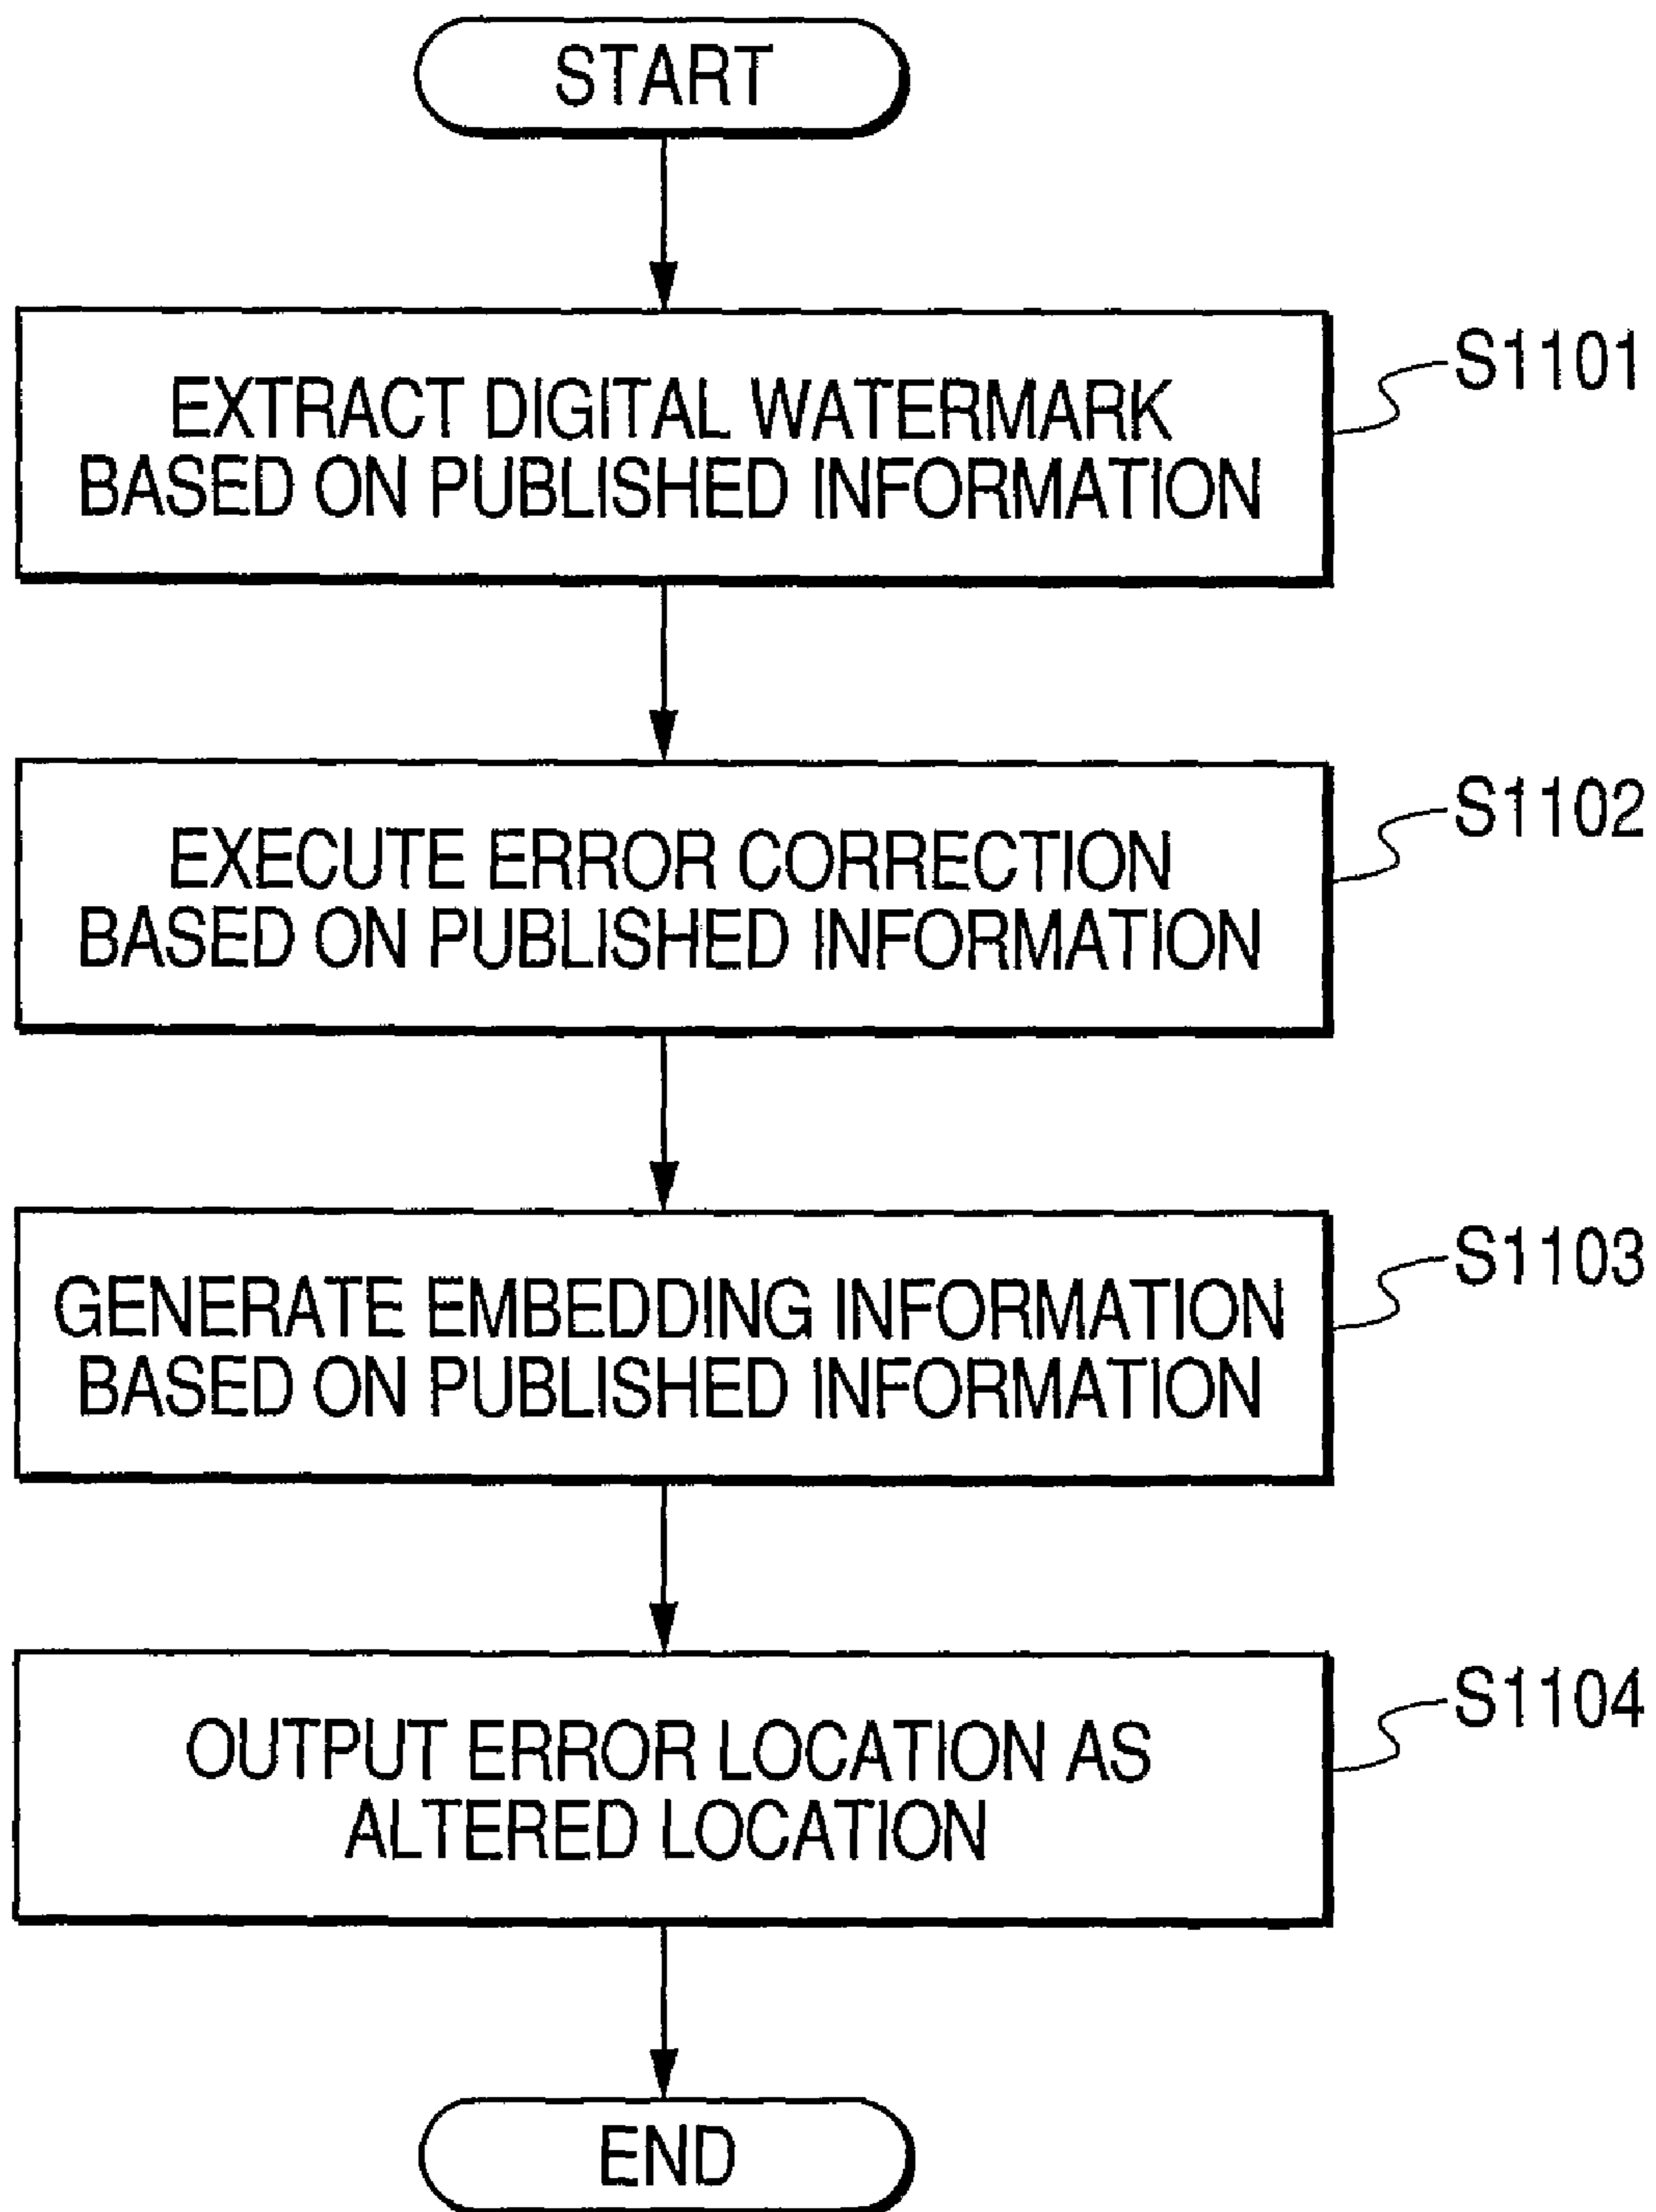 START
EXTRACT DIGITAL WATERMARK
BASED ON PUBLISHED INFORMATION
S1101
EXECUTE ERROR CORRECTION
BASED ON PUBLISHED INFORMATION
S1102
GENERATE EMBEDDING INFORMATION
BASED ON PUBLISHED INFORMATION
S1103
OUTPUT ERROR LOCATION AS
ALTERED LOCATION
S1104
END